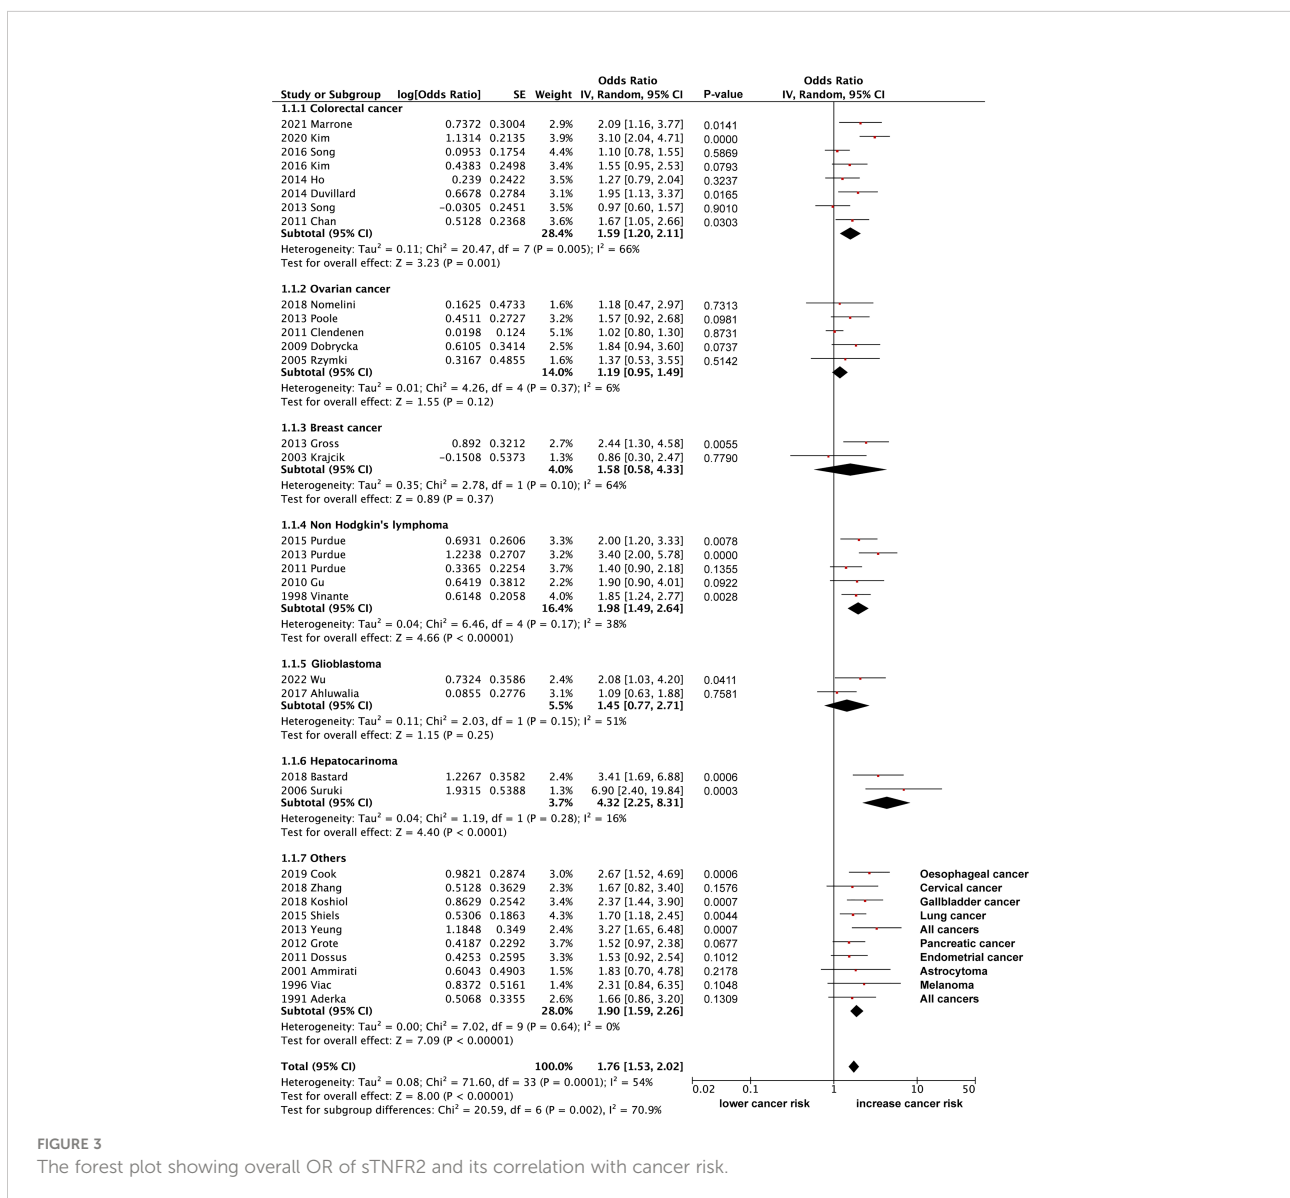 Odds Ratio Odds Ratio
Study or Subgroup log[Odds Ratio] SE Weight IV, Random, 95% CI P-value IV, Random, 95% CI
1.1.1 Colorectal cancer
2021 Marrone 0.7372 0.3004 2.9% 2.09 [1.16, 3.77] 0.0141
2020 Kim 1.1314 0.2135 3.9% 3.10 [2.04, 4.71] 0.0000
2016 Song 0.0953 0.1754 4.4% 1.10 [0.78, 1.55] 0.5869
2016 Kim 0.4383 0.2498 3.4% 1.55 [0.95, 2.53] 0.0793
2014 Ho 0.239 0.2422 3.5% 1.27 [0.79, 2.04] 0.3237
2014 Duvillard 0.6678 0.2784 3.1% 1.95 [1.13, 3.37] 0.0165
2013 Song −0.0305 0.2451 3.5% 0.97 [0.60, 1.57] 0.9010
2011 Chan 0.5128 0.2368 3.6% 1.67 [1.05, 2.66] 0.0303
Subtotal (95% CI) 28.4% 1.59 [1.20, 2.11]
Heterogeneity: Tau² = 0.11; Chi² = 20.47, df = 7 (P = 0.005); I² = 66%
Test for overall effect: Z = 3.23 (P = 0.001)
1.1.2 Ovarian cancer
2018 Nomelini 0.1625 0.4733 1.6% 1.18 [0.47, 2.97] 0.7313
2013 Poole 0.4511 0.2727 3.2% 1.57 [0.92, 2.68] 0.0981
2011 Clendenen 0.0198 0.124 5.1% 1.02 [0.80, 1.30] 0.8731
2009 Dobrycka 0.6105 0.3414 2.5% 1.84 [0.94, 3.60] 0.0737
2005 Rzymki 0.3167 0.4855 1.6% 1.37 [0.53, 3.55] 0.5142
Subtotal (95% CI) 14.0% 1.19 [0.95, 1.49]
Heterogeneity: Tau² = 0.01; Chi² = 4.26, df = 4 (P = 0.37); I² = 6%
Test for overall effect: Z = 1.55 (P = 0.12)
1.1.3 Breast cancer
2013 Gross 0.892 0.3212 2.7% 2.44 [1.30, 4.58] 0.0055
2003 Krajcik −0.1508 0.5373 1.3% 0.86 [0.30, 2.47] 0.7790
Subtotal (95% CI) 4.0% 1.58 [0.58, 4.33]
Heterogeneity: Tau² = 0.35; Chi² = 2.78, df = 1 (P = 0.10); I² = 64%
Test for overall effect: Z = 0.89 (P = 0.37)
1.1.4 Non Hodgkin's lymphoma
2015 Purdue 0.6931 0.2606 3.3% 2.00 [1.20, 3.33] 0.0078
2013 Purdue 1.2238 0.2707 3.2% 3.40 [2.00, 5.78] 0.0000
2011 Purdue 0.3365 0.2254 3.7% 1.40 [0.90, 2.18] 0.1355
2010 Gu 0.6419 0.3812 2.2% 1.90 [0.90, 4.01] 0.0922
1998 Vinante 0.6148 0.2058 4.0% 1.85 [1.24, 2.77] 0.0028
Subtotal (95% CI) 16.4% 1.98 [1.49, 2.64]
Heterogeneity: Tau² = 0.04; Chi² = 6.46, df = 4 (P = 0.17); I² = 38%
Test for overall effect: Z = 4.66 (P < 0.00001)
1.1.5 Glioblastoma
2022 Wu 0.7324 0.3586 2.4% 2.08 [1.03, 4.20] 0.0411
2017 Ahluwalia 0.0855 0.2776 3.1% 1.09 [0.63, 1.88] 0.7581
Subtotal (95% CI) 5.5% 1.45 [0.77, 2.71]
Heterogeneity: Tau² = 0.11; Chi² = 2.03, df = 1 (P = 0.15); I² = 51%
Test for overall effect: Z = 1.15 (P = 0.25)
1.1.6 Hepatocarinoma
2018 Bastard 1.2267 0.3582 2.4% 3.41 [1.69, 6.88] 0.0006
2006 Suruki 1.9315 0.5388 1.3% 6.90 [2.40, 19.84] 0.0003
Subtotal (95% CI) 3.7% 4.32 [2.25, 8.31]
Heterogeneity: Tau² = 0.04; Chi² = 1.19, df = 1 (P = 0.28); I² = 16%
Test for overall effect: Z = 4.40 (P < 0.0001)
1.1.7 Others
2019 Cook 0.9821 0.2874 3.0% 2.67 [1.52, 4.69] 0.0006 Oesophageal cancer
2018 Zhang 0.5128 0.3629 2.3% 1.67 [0.82, 3.40] 0.1576 Cervical cancer
2018 Koshiol 0.8629 0.2542 3.4% 2.37 [1.44, 3.90] 0.0007 Gallbladder cancer
2015 Shiels 0.5306 0.1863 4.3% 1.70 [1.18, 2.45] 0.0044 Lung cancer
2013 Yeung 1.1848 0.349 2.4% 3.27 [1.65, 6.48] 0.0007 All cancers
2012 Grote 0.4187 0.2292 3.7% 1.52 [0.97, 2.38] 0.0677 Pancreatic cancer
2011 Dossus 0.4253 0.2595 3.3% 1.53 [0.92, 2.54] 0.1012 Endometrial cancer
2001 Ammirati 0.6043 0.4903 1.5% 1.83 [0.70, 4.78] 0.2178 Astrocytoma
1996 Viac 0.8372 0.5161 1.4% 2.31 [0.84, 6.35] 0.1048 Melanoma
1991 Aderka 0.5068 0.3355 2.6% 1.66 [0.86, 3.20] 0.1309 All cancers
Subtotal (95% CI) 28.0% 1.90 [1.59, 2.26]
Heterogeneity: Tau² = 0.00; Chi² = 7.02, df = 9 (P = 0.64); I² = 0%
Test for overall effect: Z = 7.09 (P < 0.00001)
Total (95% CI) 100.0% 1.76 [1.53, 2.02]
Heterogeneity: Tau² = 0.08; Chi² = 71.60, df = 33 (P = 0.0001); I² = 54%
Test for overall effect: Z = 8.00 (P < 0.00001)
Test for subgroup differences: Chi² = 20.59, df = 6 (P = 0.002), I² = 70.9%
0.02 0.1 1 10 50
lower cancer risk increase cancer risk
FIGURE 3
The forest plot showing overall OR of sTNFR2 and its correlation with cancer risk.